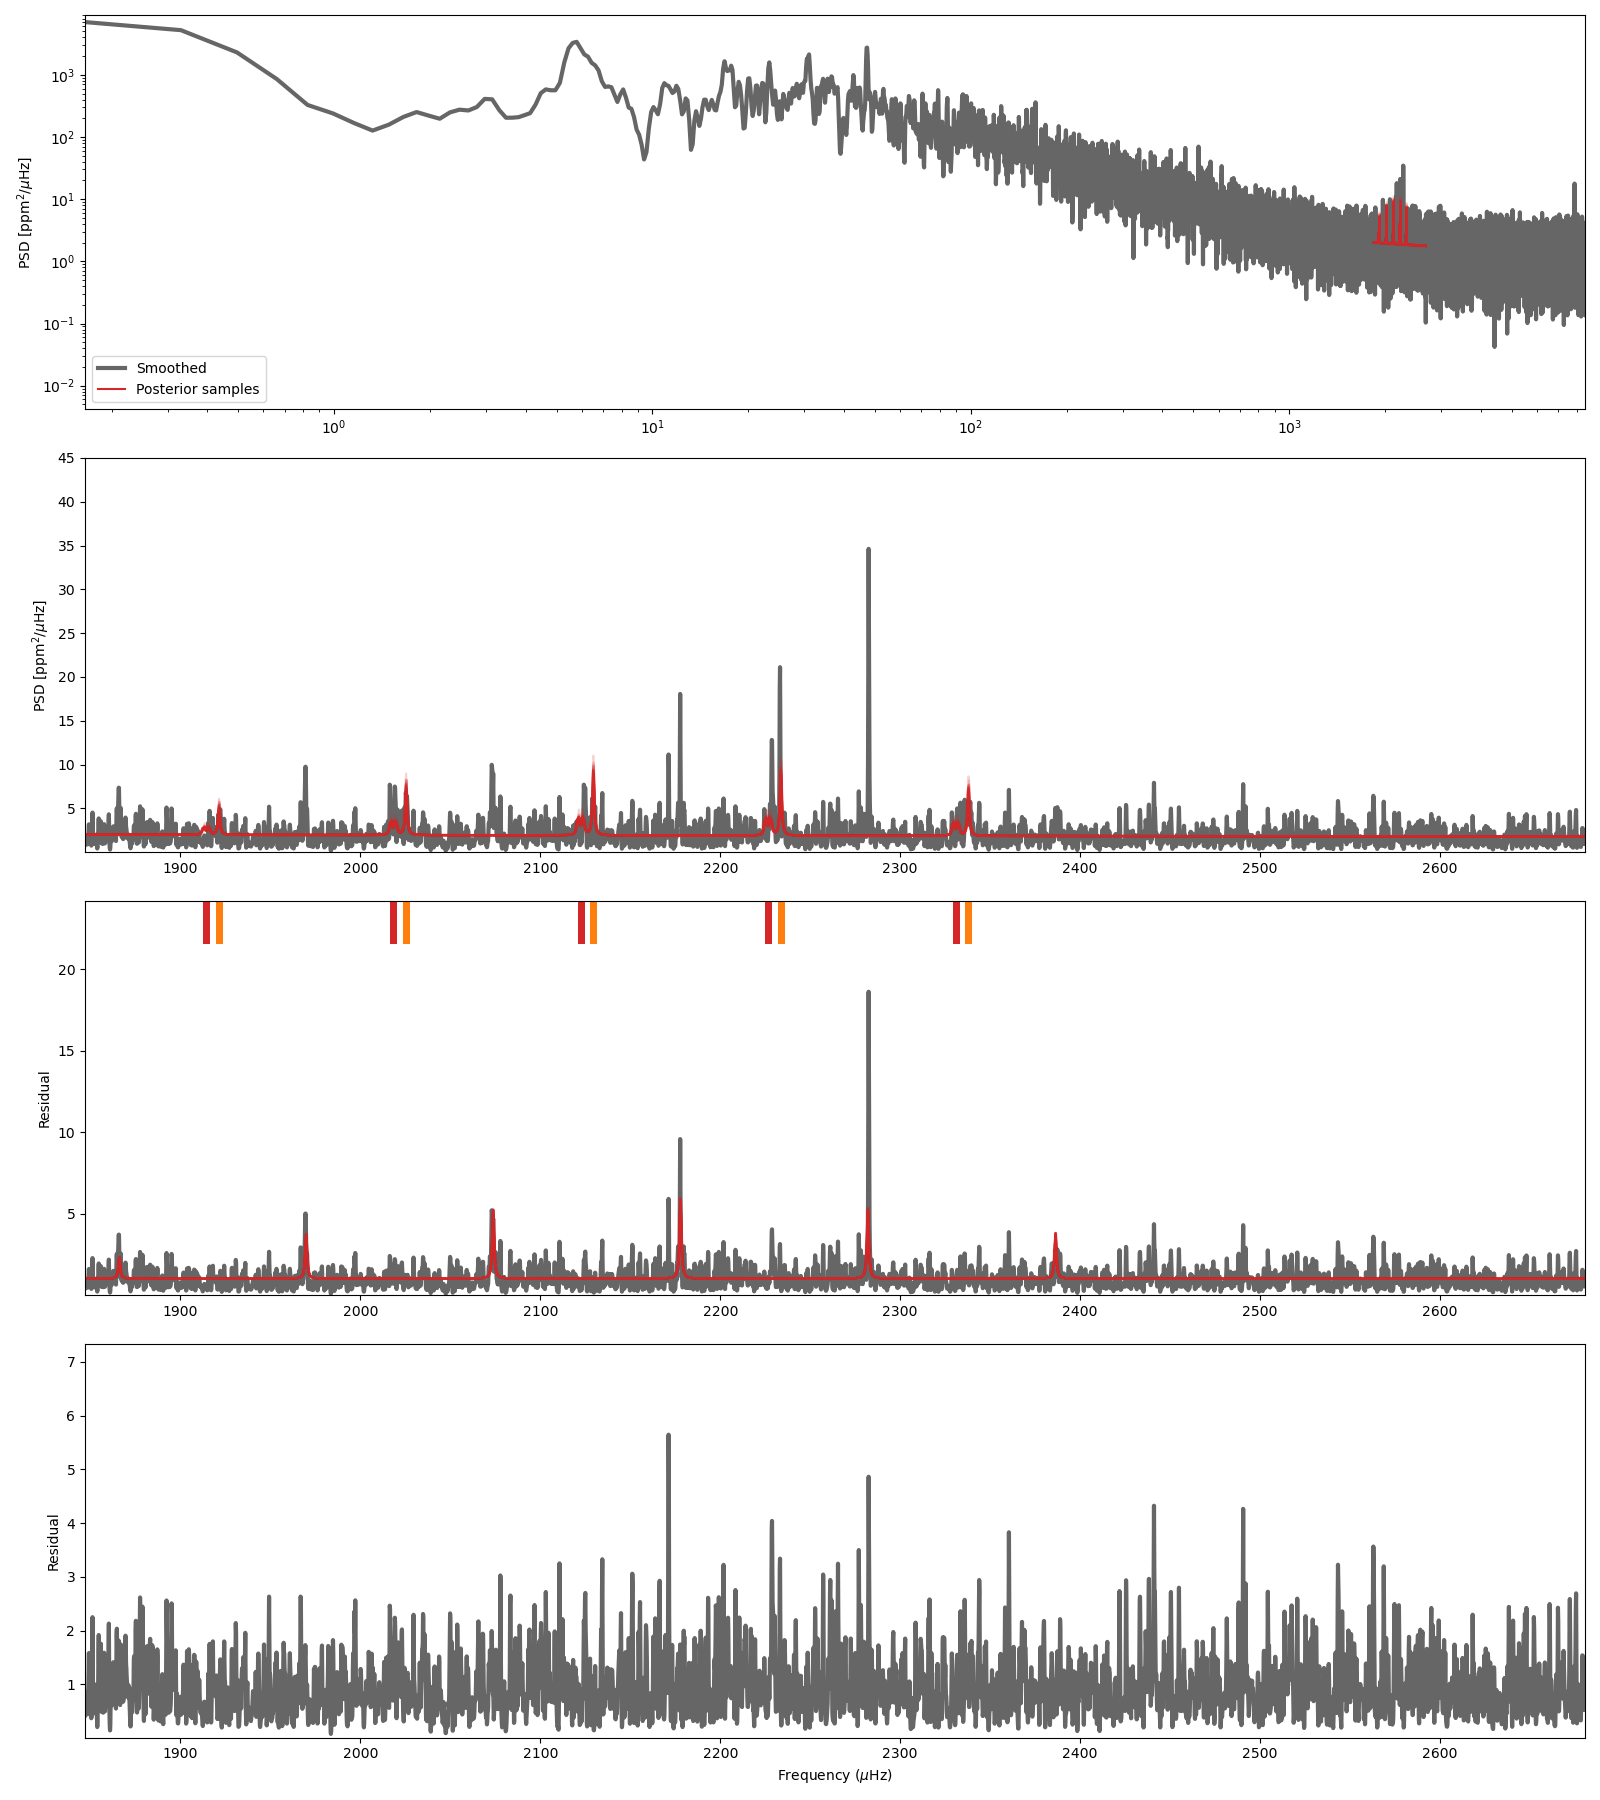 PSD [ppm²/μHz]
10³
10²
10¹
10⁰
10⁻¹
10⁻²
Smoothed
Posterior samples
10⁰ 10¹ 10² 10³
PSD [ppm²/μHz]
45
40
35
30
25
20
15
10
5
1900 2000 2100 2200 2300 2400 2500 2600
Residual
20
15
10
5
1900 2000 2100 2200 2300 2400 2500 2600
Residual
7
6
5
4
3
2
1
1900 2000 2100 2200 2300 2400 2500 2600
Frequency (μHz)